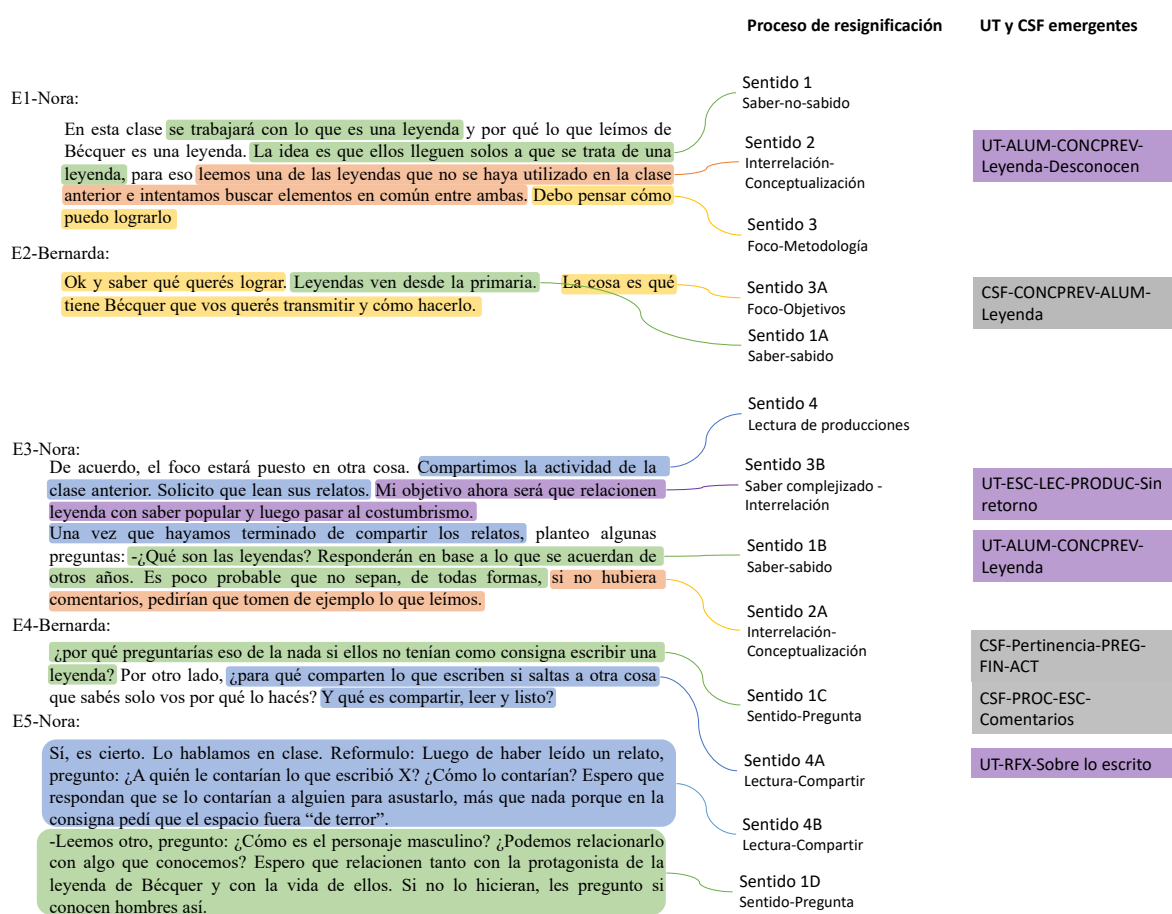 Proceso de resignificación
UT y CSF emergentes
E1-Nora:
En esta clase se trabajará con lo que es una leyenda y por qué lo que leímos de
Bécquer es una leyenda. La idea es que ellos lleguen solos a que se trata de una
leyenda, para eso leemos una de las leyendas que no se haya utilizado en la clase
anterior e intentamos buscar elementos en común entre ambas. Debo pensar cómo
puedo lograrlo
Sentido 1
Saber-no-sabido
Sentido 2
Interrelación-
Conceptualización
Sentido 3
Foco-Metodología
UT-ALUM-CONCPREV-
Leyenda-Desconocen
E2-Bernarda:
Ok y saber qué querés lograr. Leyendas ven desde la primaria. La cosa es qué
tiene Bécquer que vos querés transmitir y cómo hacerlo.
Sentido 3A
Foco-Objetivos
Sentido 1A
Saber-sabido
CSF-CONCPREV-ALUM-
Leyenda
E3-Nora:
De acuerdo, el foco estará puesto en otra cosa. Compartimos la actividad de la
clase anterior. Solicito que lean sus relatos. Mi objetivo ahora será que relacionen
leyenda con saber popular y luego pasar al costumbrismo.
Una vez que hayamos terminado de compartir los relatos, planteo algunas
preguntas: -¿Qué son las leyendas? Responderán en base a lo que se acuerdan de
otros años. Es poco probable que no sepan, de todas formas, si no hubiera
comentarios, pedirían que tomen de ejemplo lo que leímos.
Sentido 4
Lectura de producciones
Sentido 3B
Saber complejizado -
Interrelación
Sentido 1B
Saber-sabido
Sentido 2A
Interrelación-
Conceptualización
UT-ESC-LEC-PRODUC-Sin
retorno
UT-ALUM-CONCPREV-
Leyenda
E4-Bernarda:
¿por qué preguntarías eso de la nada si ellos no tenían como consigna escribir una
leyenda? Por otro lado, ¿para qué comparten lo que escriben si saltas a otra cosa
que sabés solo vos por qué lo hacés? Y qué es compartir, leer y listo?
Sentido 1C
Sentido-Pregunta
Sentido 4A
Lectura-Compartir
CSF-Pertinencia-PREG-
FIN-ACT
CSF-PROC-ESC-
Comentarios
E5-Nora:
Sí, es cierto. Lo hablamos en clase. Reformulo: Luego de haber leído un relato,
pregunto: ¿A quién le contarían lo que escribió X? ¿Cómo lo contarían? Espero que
respondan que se lo contarían a alguien para asustarlo, más que nada porque en la
consigna pedí que el espacio fuera “de terror”.
-Leemos otro, pregunto: ¿Cómo es el personaje masculino? ¿Podemos relacionarlo
con algo que conocemos? Espero que relacionen tanto con la protagonista de la
leyenda de Bécquer y con la vida de ellos. Si no lo hicieran, les pregunto si
conocen hombres así.
Sentido 4B
Lectura-Compartir
Sentido 1D
Sentido-Pregunta
UT-RFX-Sobre lo escrito